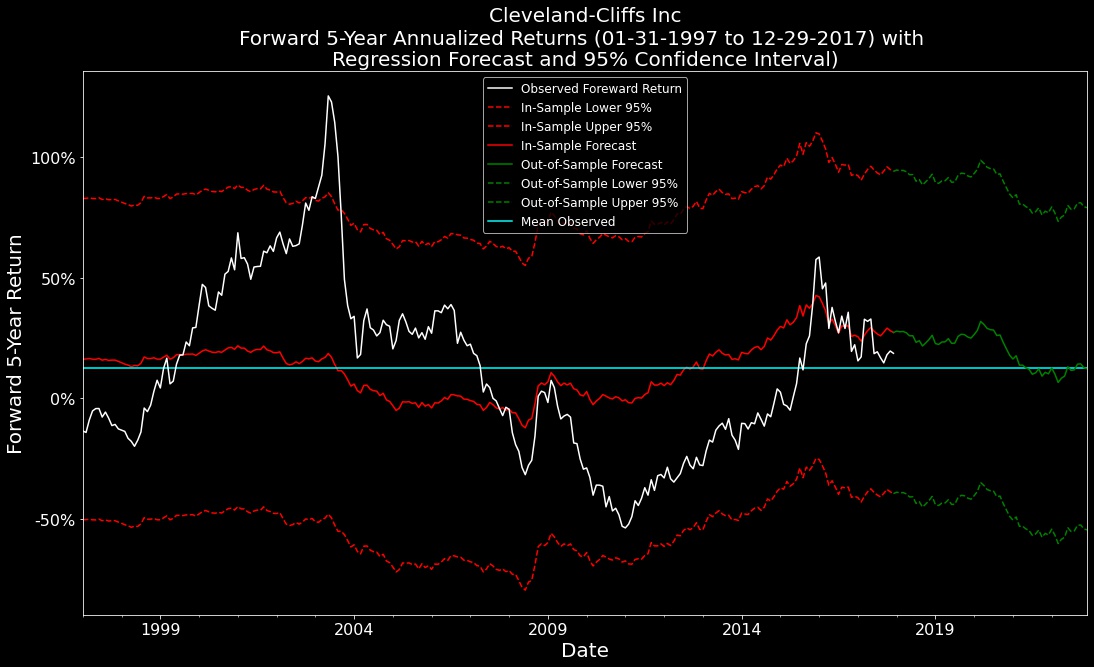 Cleveland-Cliffs Inc
Forward 5-Year Annualized Returns (01-31-1997 to 12-29-2017) with
Regression Forecast and 95% Confidence Interval)
Observed Foreward Return
In-Sample Lower 95%
In-Sample Upper 95%
In-Sample Forecast
Out-of-Sample Forecast
Out-of-Sample Lower 95%
Out-of-Sample Upper 95%
Mean Observed
Forward 5-Year Return
100%
50%
0%
-50%
1999
2004
2009
2014
2019
Date